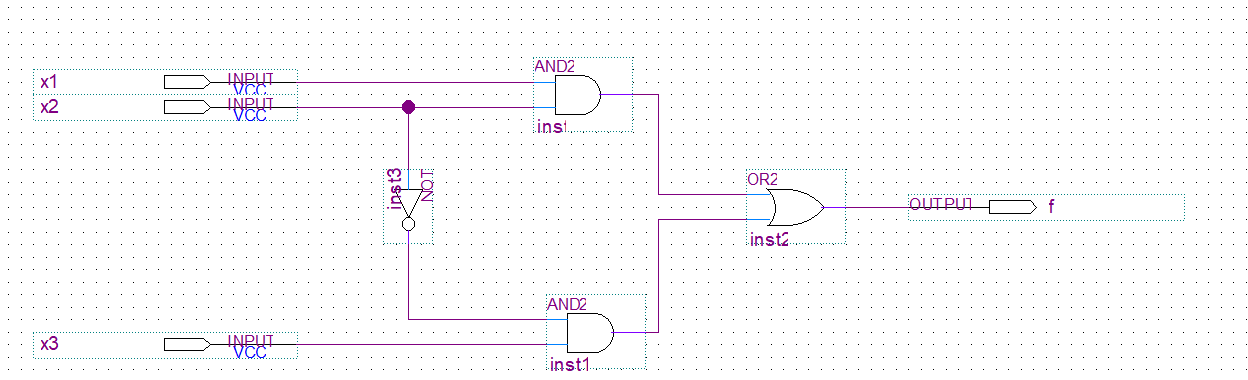 AND2
x1 INPUT
VCC
x2 INPUT
VCC
inst
inst3
NOT
OR2
OUTPUT f
inst2
AND2
x3 INPUT
VCC
inst1